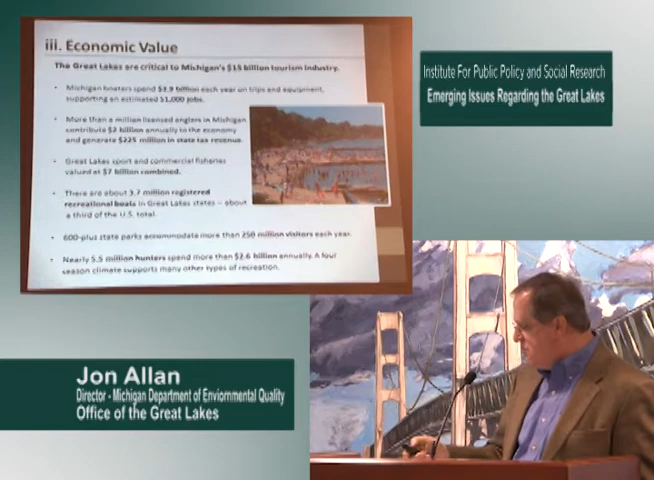 iii. Economic Value
The Great Lakes are critical to Michigan's $15 billion tourism industry.
• Michigan boaters spend $3.9 billion each year on trips and equipment,
supporting an estimated 51,000 jobs.
• More than a million licensed anglers in Michigan
contribute $2 billion annually to the economy
and generate $225 million in state tax revenue.
• Great Lakes sport and commercial fisheries
valued at $7 billion combined.
• There are about 3.7 million registered
recreational boats in Great Lakes states – about
a third of the U.S. total.
• 600-plus state parks accommodate more than 250 million visitors each year.
• Nearly 5.5 million hunters spend more than $2.6 billion annually. A four
season climate supports many other types of recreation.
Institute For Public Policy and Social Research
Emerging Issues Regarding the Great Lakes
Jon Allan
Director - Michigan Department of Enviornmental Quality
Office of the Great Lakes